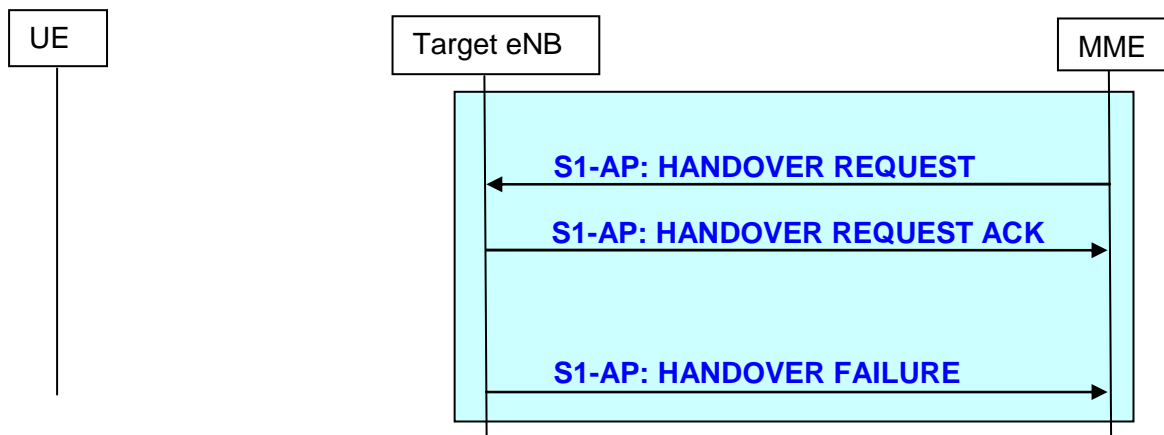 UE
Target eNB
MME
S1-AP: HANDOVER REQUEST
S1-AP: HANDOVER REQUEST ACK
S1-AP: HANDOVER FAILURE